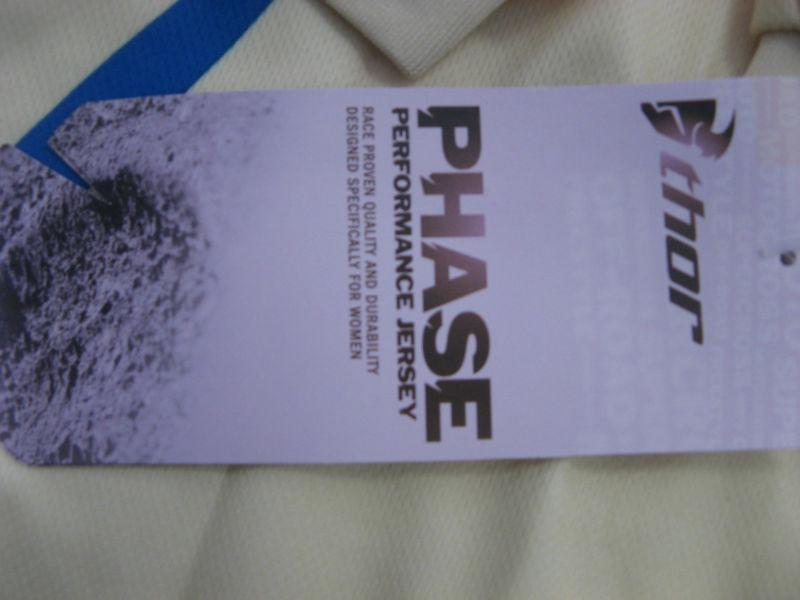 thor
PHASE
PERFORMANCE JERSEY
RACE PROVEN QUALITY AND DURABILITY
DESIGNED SPECIFICALLY FOR WOMEN